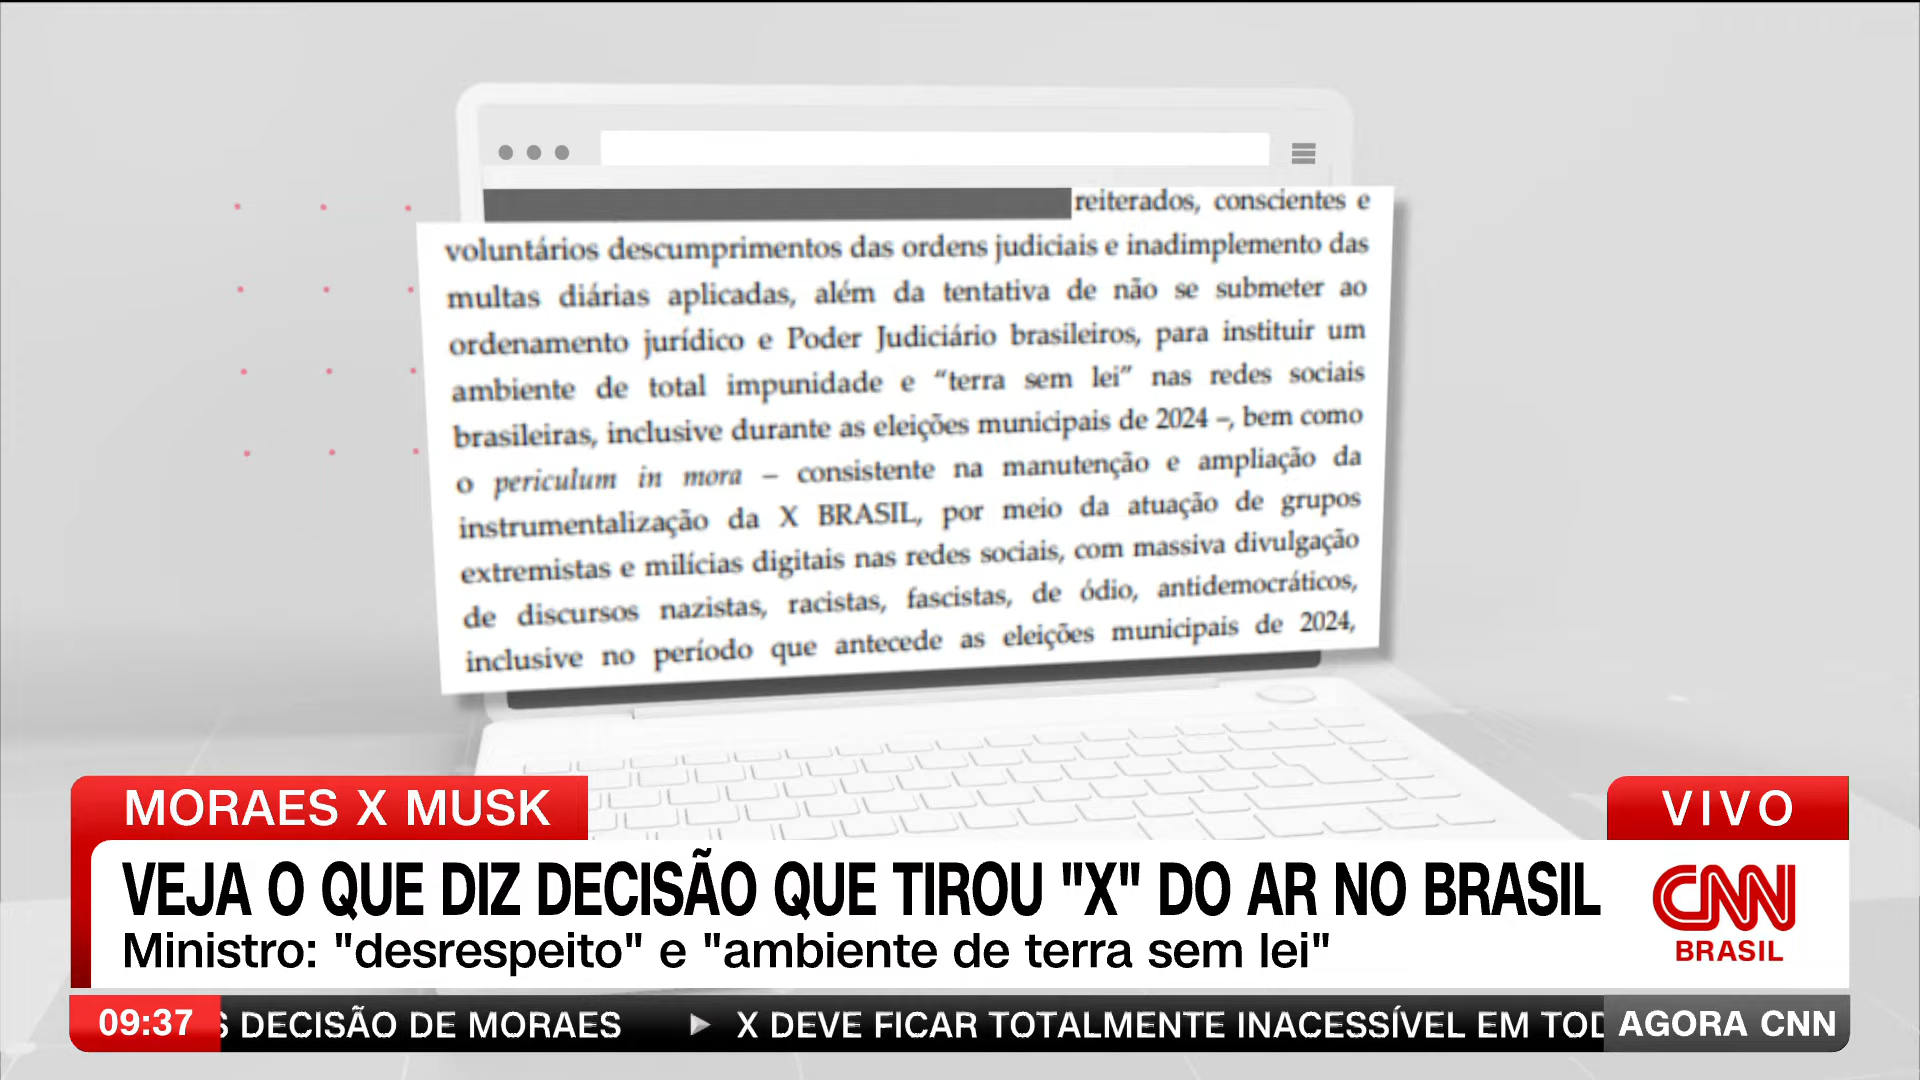 reiterados, conscientes e
voluntários descumprimentos das ordens judiciais e inadimplemento das
multas diárias aplicadas, além da tentativa de não se submeter ao
ordenamento jurídico e Poder Judiciário brasileiros, para instituir um
ambiente de total impunidade e “terra sem lei” nas redes sociais
brasileiras, inclusive durante as eleições municipais de 2024 –, bem como
o periculum in mora – consistente na manutenção e ampliação da
instrumentalização da X BRASIL, por meio da atuação de grupos
extremistas e milícias digitais nas redes sociais, com massiva divulgação
de discursos nazistas, racistas, fascistas, de ódio, antidemocráticos,
inclusive no período que antecede as eleições municipais de 2024,
MORAES X MUSK
VIVO
VEJA O QUE DIZ DECISÃO QUE TIROU "X" DO AR NO BRASIL
Ministro: "desrespeito" e "ambiente de terra sem lei"
CNN
BRASIL
09:37 DECISÃO DE MORAES X DEVE FICAR TOTALMENTE INACESSÍVEL EM AGORA CNN